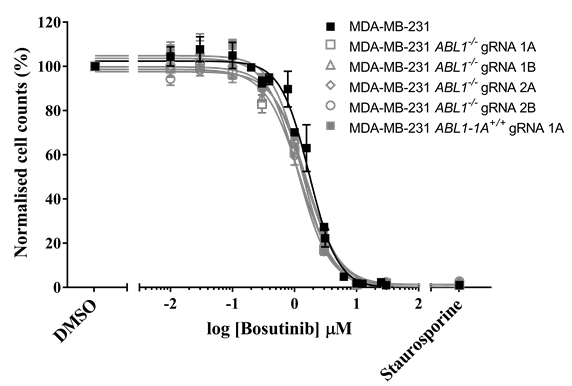 120
100
80
60
40
20
0
Normalised cell counts (%)
-2
-1
0
1
2
DMSO
log [Bosutinib] μM
Staurosporine
MDA-MB-231
MDA-MB-231 ABL1-/- gRNA 1A
MDA-MB-231 ABL1-/- gRNA 1B
MDA-MB-231 ABL1-/- gRNA 2A
MDA-MB-231 ABL1-/- gRNA 2B
MDA-MB-231 ABL1-1A+/+ gRNA 1A